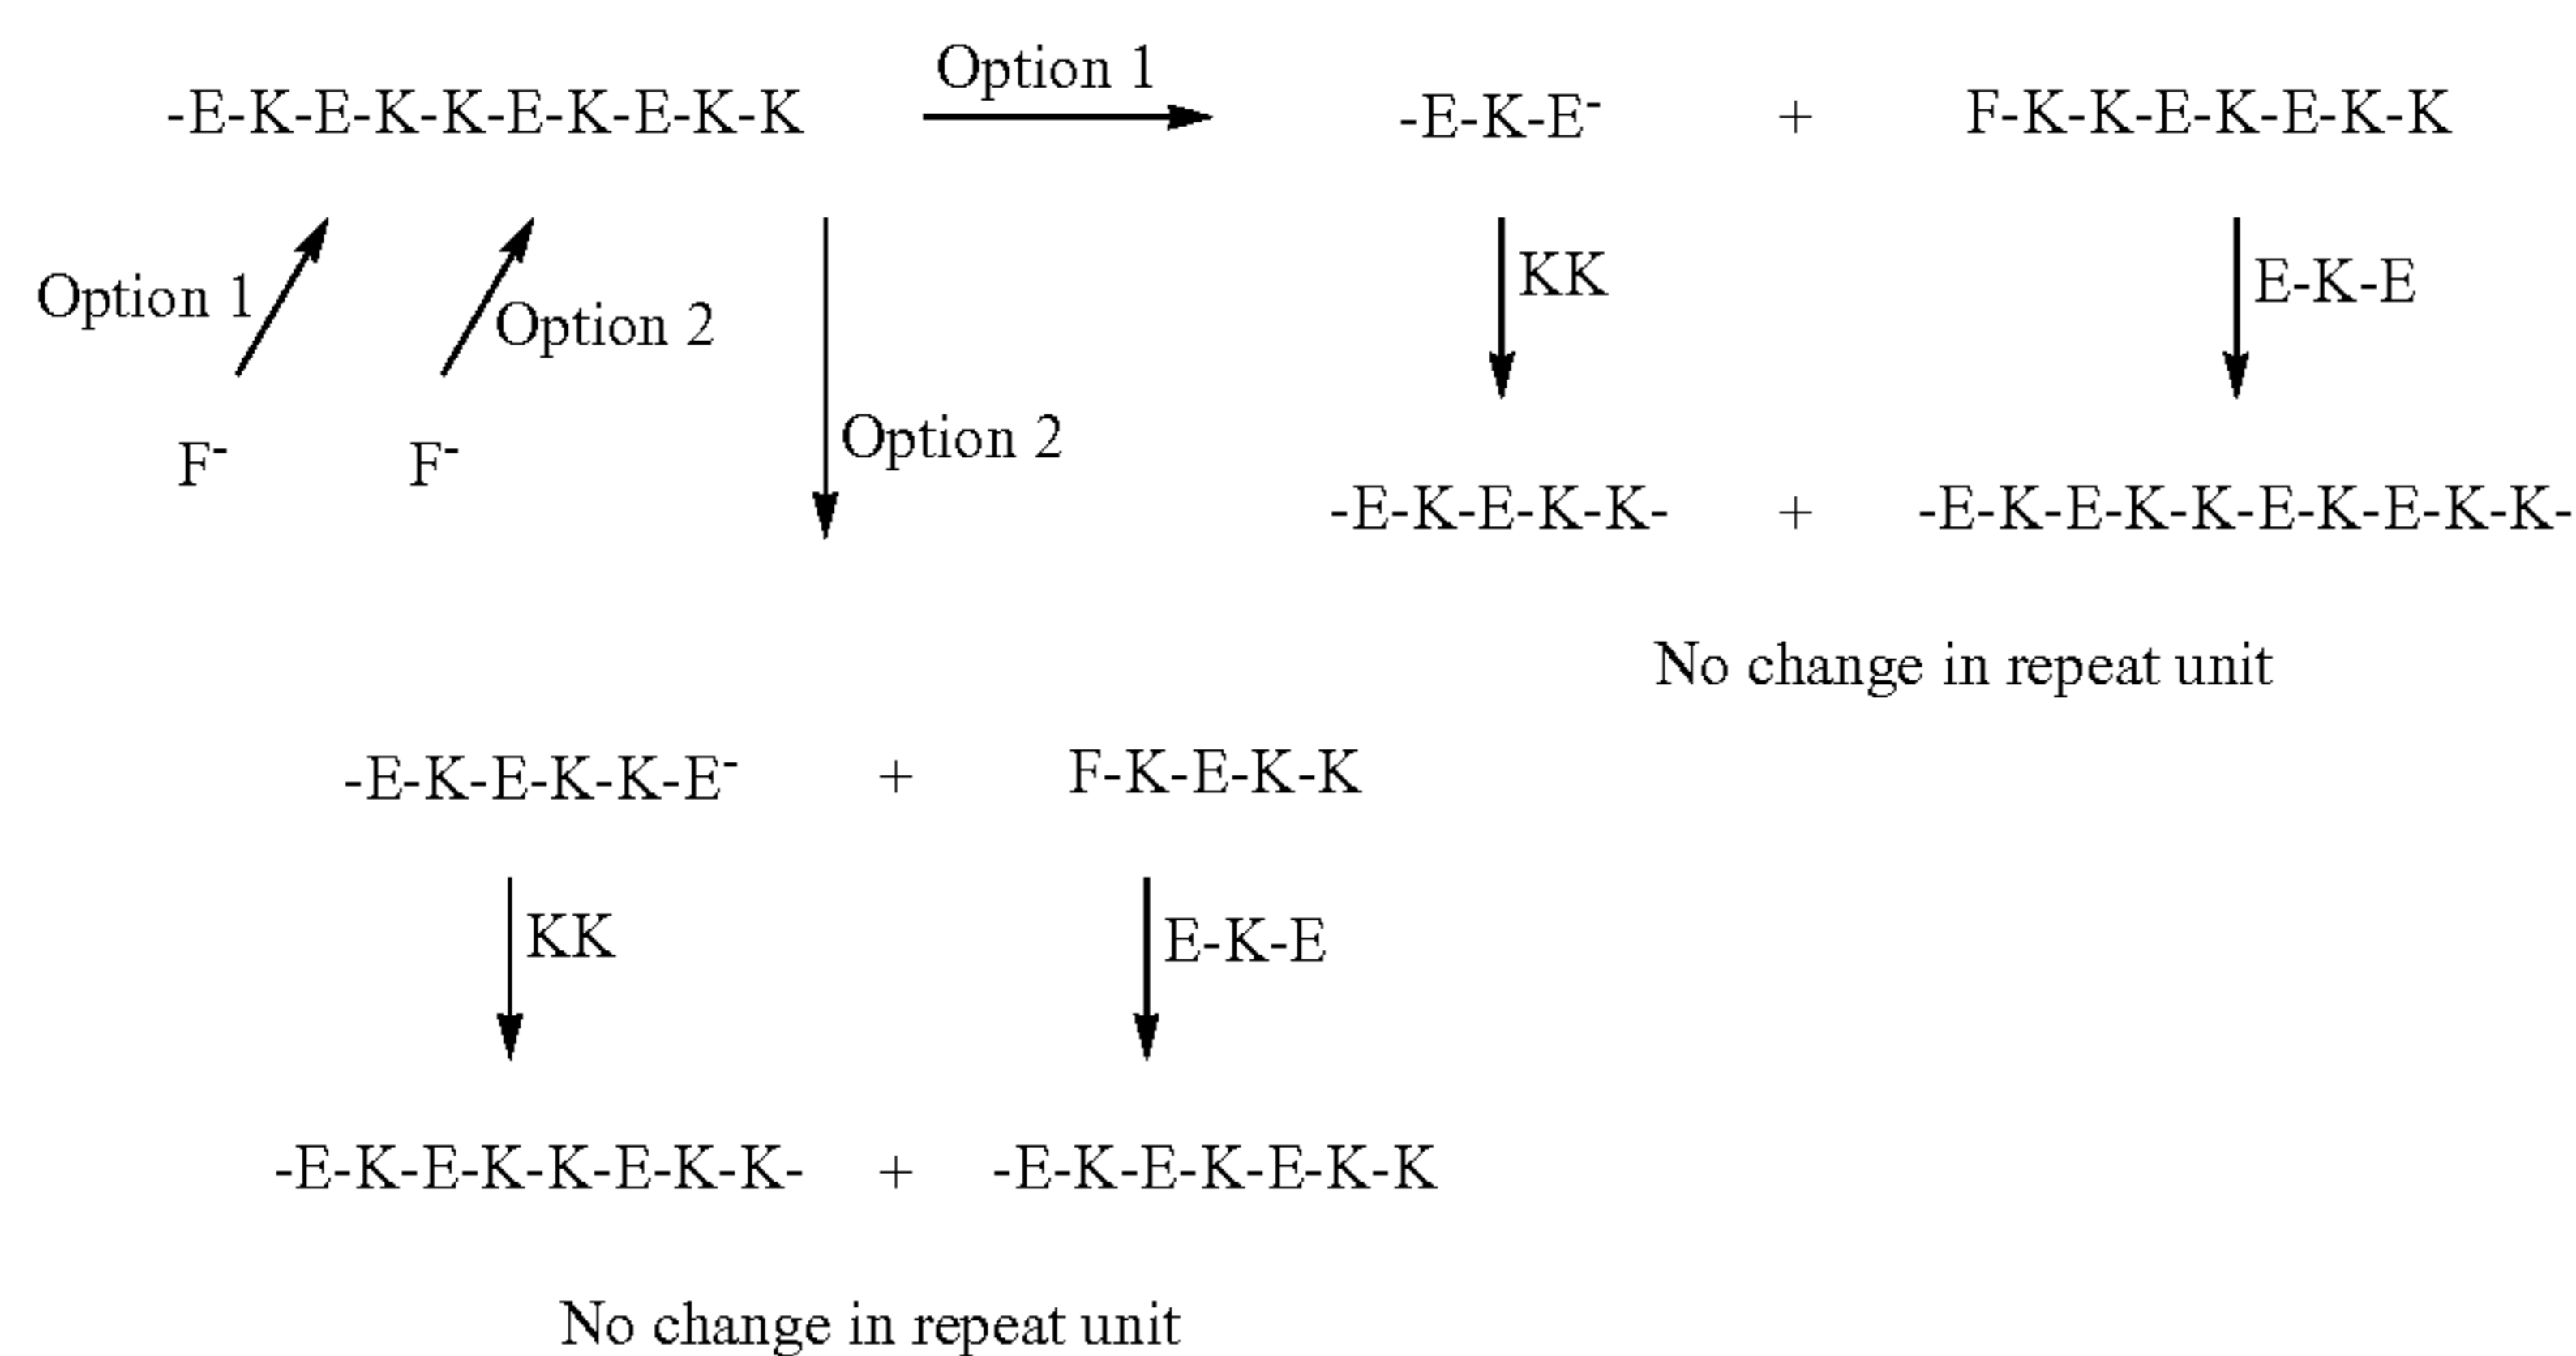 Option 1
-E-K-E-K-K-E-K-E-K-K
-E-K-E⁻ + F-K-K-E-K-E-K-K
Option 1
Option 2
KK
E-K-E
F⁻ F⁻
Option 2
-E-K-E-K-K- + -E-K-E-K-K-E-K-E-K-K-
No change in repeat unit
-E-K-E-K-K-E⁻ + F-K-E-K-K
KK
E-K-E
-E-K-E-K-K-E-K-K- + -E-K-E-K-E-K-K
No change in repeat unit